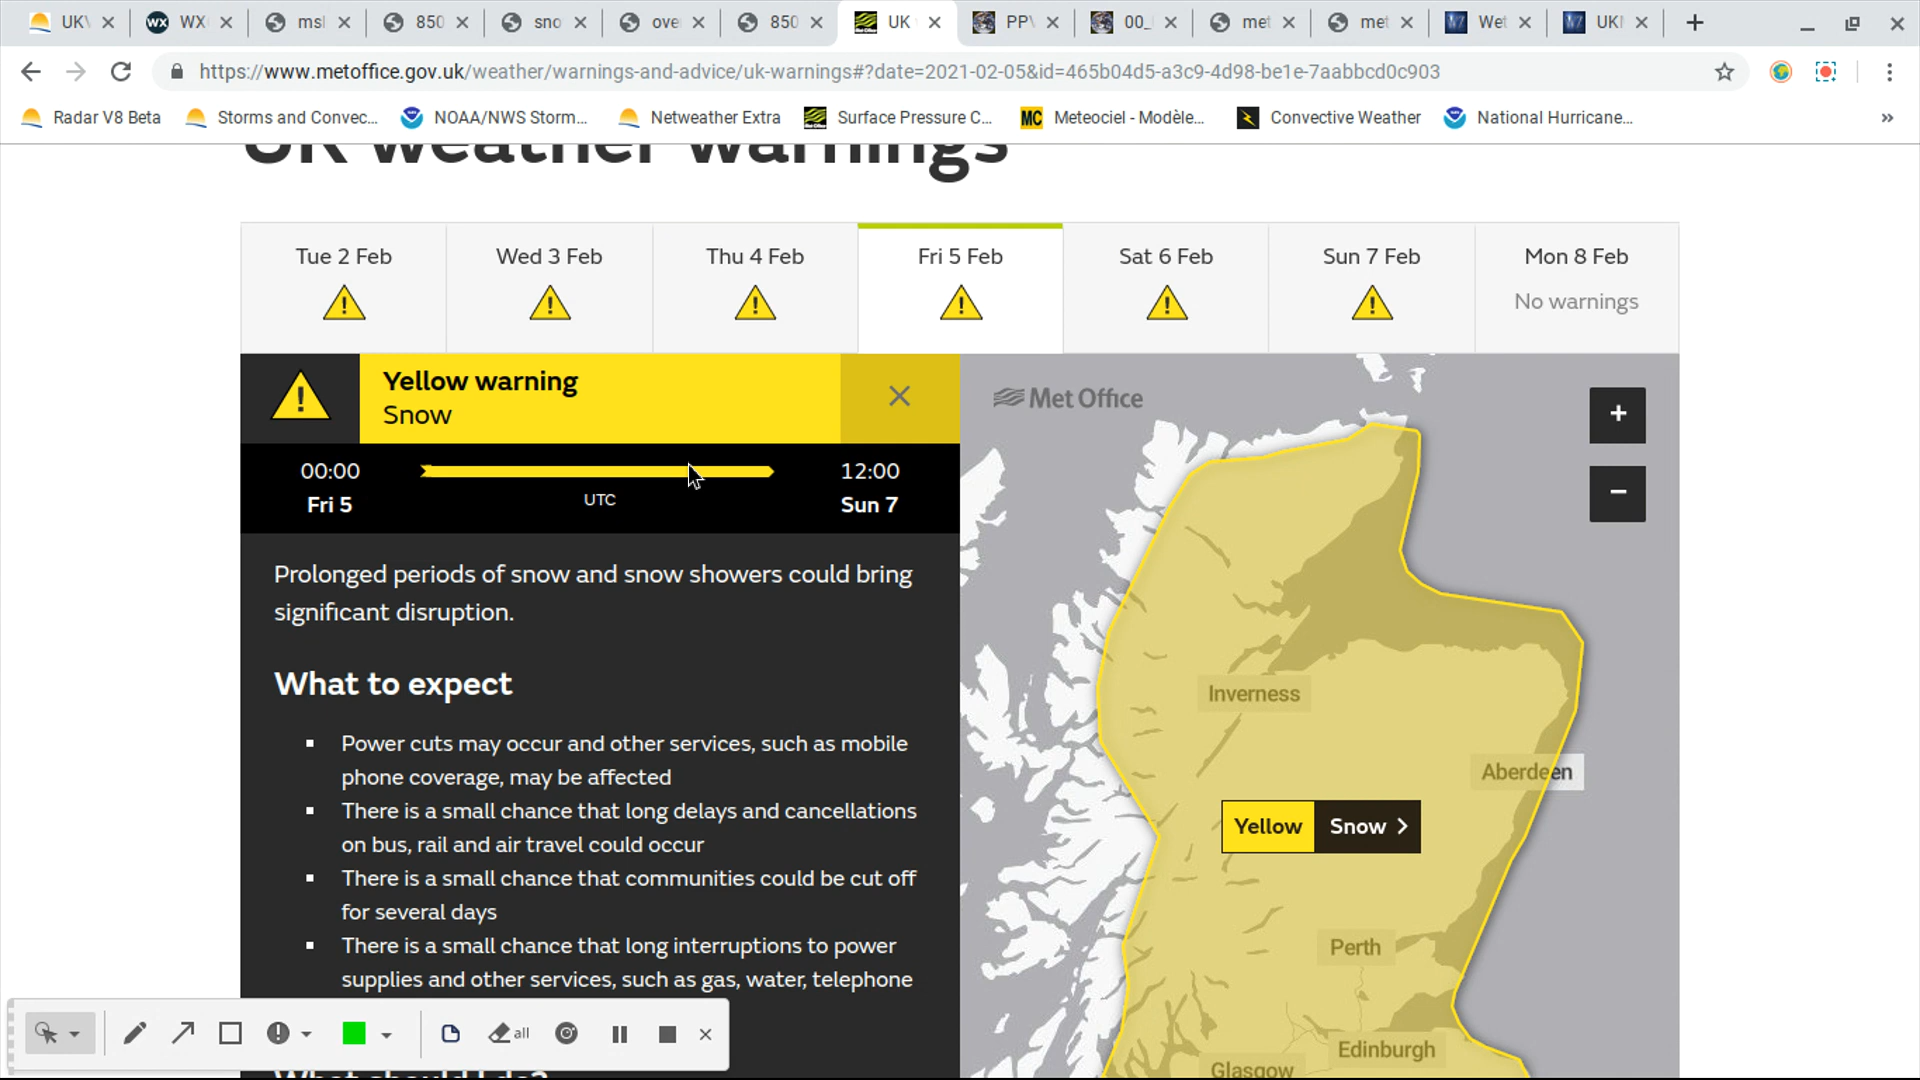 UK
WX
msl
850
sno
ove
850
UK
PPV
00_
met
met
Wet
UK
https://www.metoffice.gov.uk/weather/warnings-and-advice/uk-warnings#?date=2021-02-05&id=465b04d5-a3c9-4d98-be1e-7aabbcd0c903
Radar V8 Beta
Storms and Convec...
NOAA/NWS Storm...
Netweather Extra
Surface Pressure C...
MC Meteociel - Modèle...
Convective Weather
National Hurricane...
»
UK weather warnings
Tue 2 Feb
Wed 3 Feb
Thu 4 Feb
Fri 5 Feb
Sat 6 Feb
Sun 7 Feb
Mon 8 Feb
No warnings
Yellow warning
Snow
00:00
12:00
Fri 5
UTC
Sun 7
Prolonged periods of snow and snow showers could bring
significant disruption.
What to expect
▪ Power cuts may occur and other services, such as mobile
phone coverage, may be affected
▪ There is a small chance that long delays and cancellations
on bus, rail and air travel could occur
▪ There is a small chance that communities could be cut off
for several days
▪ There is a small chance that long interruptions to power
supplies and other services, such as gas, water, telephone
all
What should I do?
Met Office
+
−
Inverness
Aberdeen
Yellow Snow
Perth
Edinburgh
Glasgow